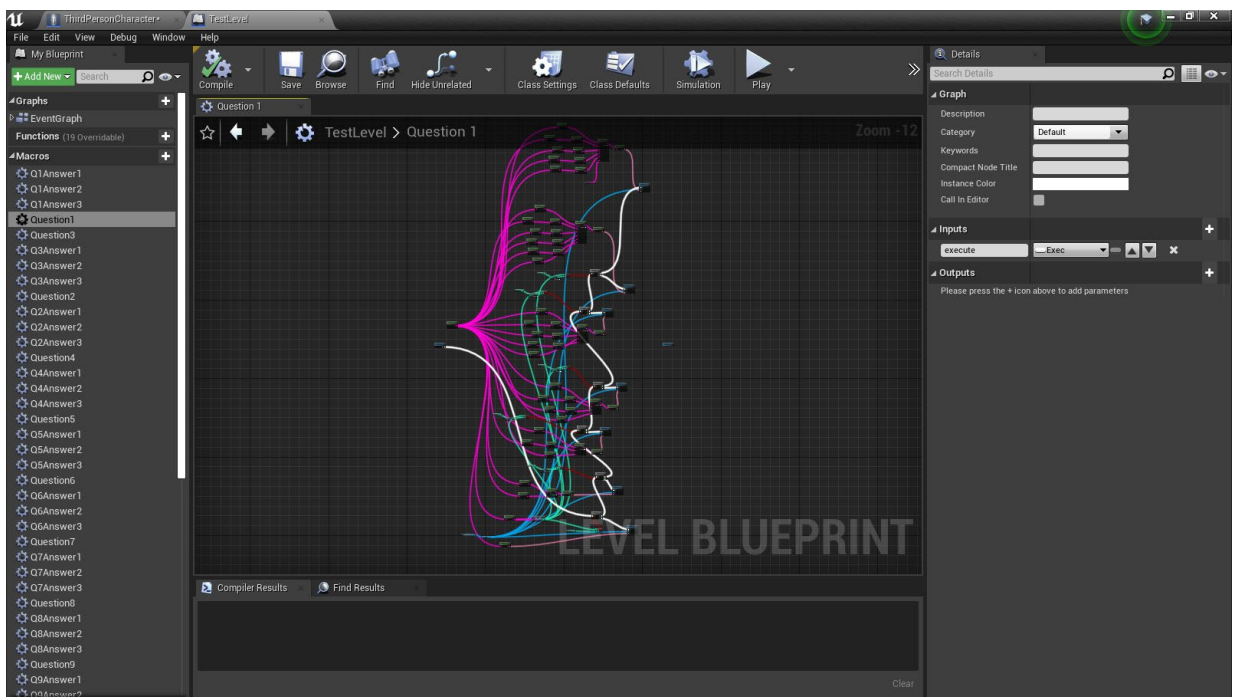 ThirdPersonCharacter*
TestLevel
File Edit View Debug Window Help
My Blueprint
+ Add New Search
Graphs
EventGraph
Functions (19 Overridable)
Macros
Q1Answer1
Q1Answer2
Q1Answer3
Question1
Question3
Q3Answer1
Q3Answer2
Q3Answer3
Question2
Q2Answer1
Q2Answer2
Q2Answer3
Question4
Q4Answer1
Q4Answer2
Q4Answer3
Question5
Q5Answer1
Q5Answer2
Q5Answer3
Question6
Q6Answer1
Q6Answer2
Q6Answer3
Question7
Q7Answer1
Q7Answer2
Q7Answer3
Question8
Q8Answer1
Q8Answer2
Q8Answer3
Question9
Q9Answer1
Q9Answer2
Compile Save Browse Find Hide Unrelated Class Settings Class Defaults Simulation Play
Question 1
TestLevel > Question 1
Zoom -12
LEVEL BLUEPRINT
Compiler Results Find Results
Clear
Details
Search Details
Graph
Description
Category Default
Keywords
Compact Node Title
Instance Color
Call In Editor
Inputs
execute Exec
Outputs
Please press the + icon above to add parameters